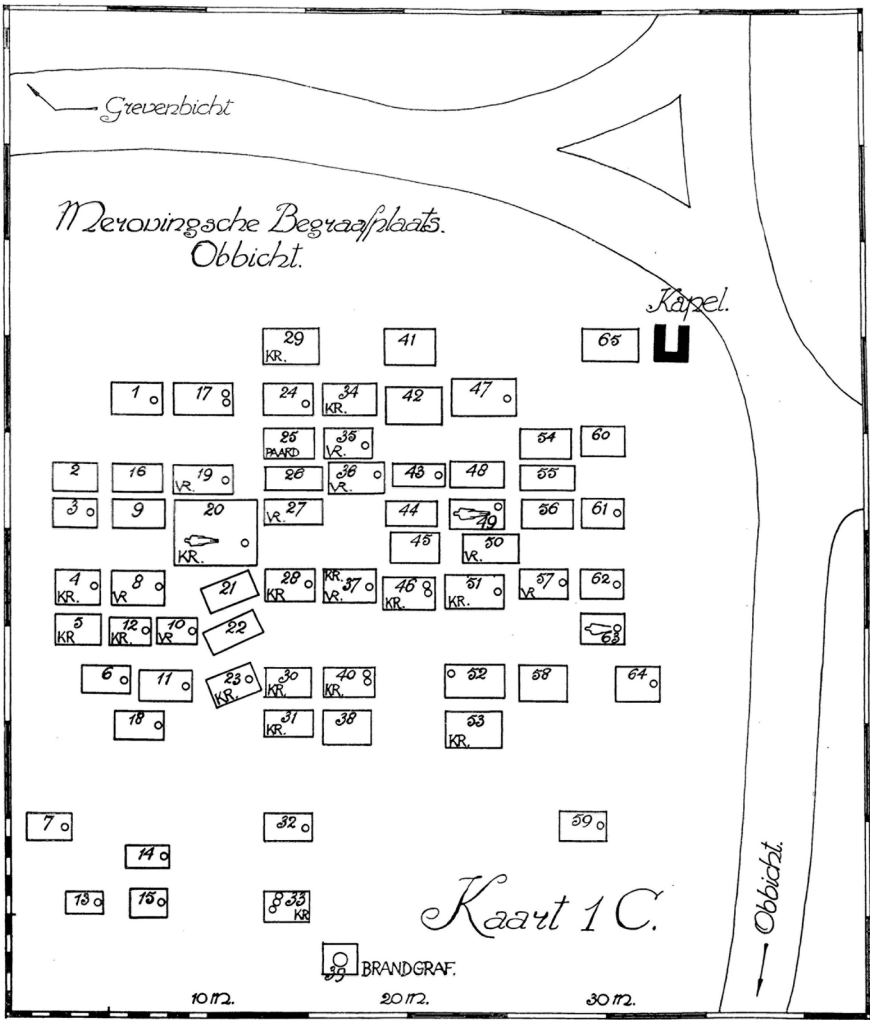 Grevenbicht
Merovingsche Begraafplaats.
Obbicht.
Kapel.
29
KR.
41
65
1
17
24
34
KR.
42
47
25
PAARD
35
VR.
54
60
2
16
19
VR.
26
36
VR.
43
48
55
3
9
20
KR.
27
VR.
44
49
56
61
45
50
VR.
4
KR.
8
VR
21
28
KR
KR.
37
VR.
46
KR.
51
KR.
57
VR
62
5
KR
12
KR.
10
VR
22
63
6
11
23
KR.
30
KR.
40
KR.
52
58
64
18
31
KR.
38
53
KR.
7
32
59
14
13
15
33
KR
Kaart 1 C.
Obbicht.
39
BRANDGRAF.
10 M.
20 M.
30 M.